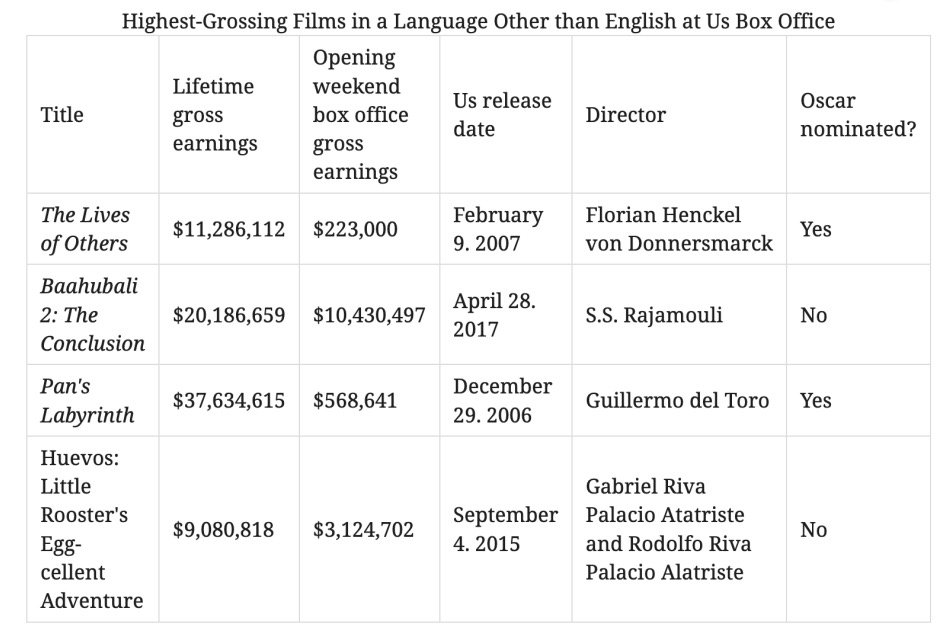 Highest-Grossing Films in a Language Other than English at Us Box Office
Title
Lifetime
gross
earnings
Opening
weekend
box office
gross
earnings
Us release
date
Director
Oscar
nominated?
The Lives
of Others
$11,286,112
$223,000
February
9. 2007
Florian Henckel
von Donnersmarck
Yes
Baahubali
2: The
Conclusion
$20,186,659
$10,430,497
April 28.
2017
S.S. Rajamouli
No
Pan's
Labyrinth
$37,634,615
$568,641
December
29. 2006
Guillermo del Toro
Yes
Huevos:
Little
Rooster's
Egg-
cellent
Adventure
$9,080,818
$3,124,702
September
4. 2015
Gabriel Riva
Palacio Atatriste
and Rodolfo Riva
Palacio Alatriste
No